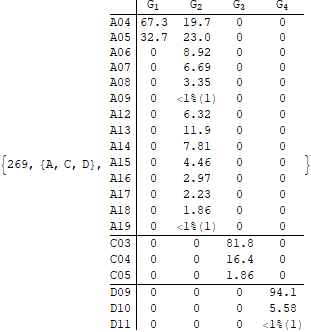 G1 G2 G3 G4
A04 67.3 19.7 0 0
A05 32.7 23.0 0 0
A06 0 8.92 0 0
A07 0 6.69 0 0
A08 0 3.35 0 0
A09 0 <1%(1) 0 0
A12 0 6.32 0 0
A13 0 11.9 0 0
A14 0 7.81 0 0
{269, {A, C, D}, A15 0 4.46 0 0 }
A16 0 2.97 0 0
A17 0 2.23 0 0
A18 0 1.86 0 0
A19 0 <1%(1) 0 0
C03 0 0 81.8 0
C04 0 0 16.4 0
C05 0 0 1.86 0
D09 0 0 0 94.1
D10 0 0 0 5.58
D11 0 0 0 <1%(1)